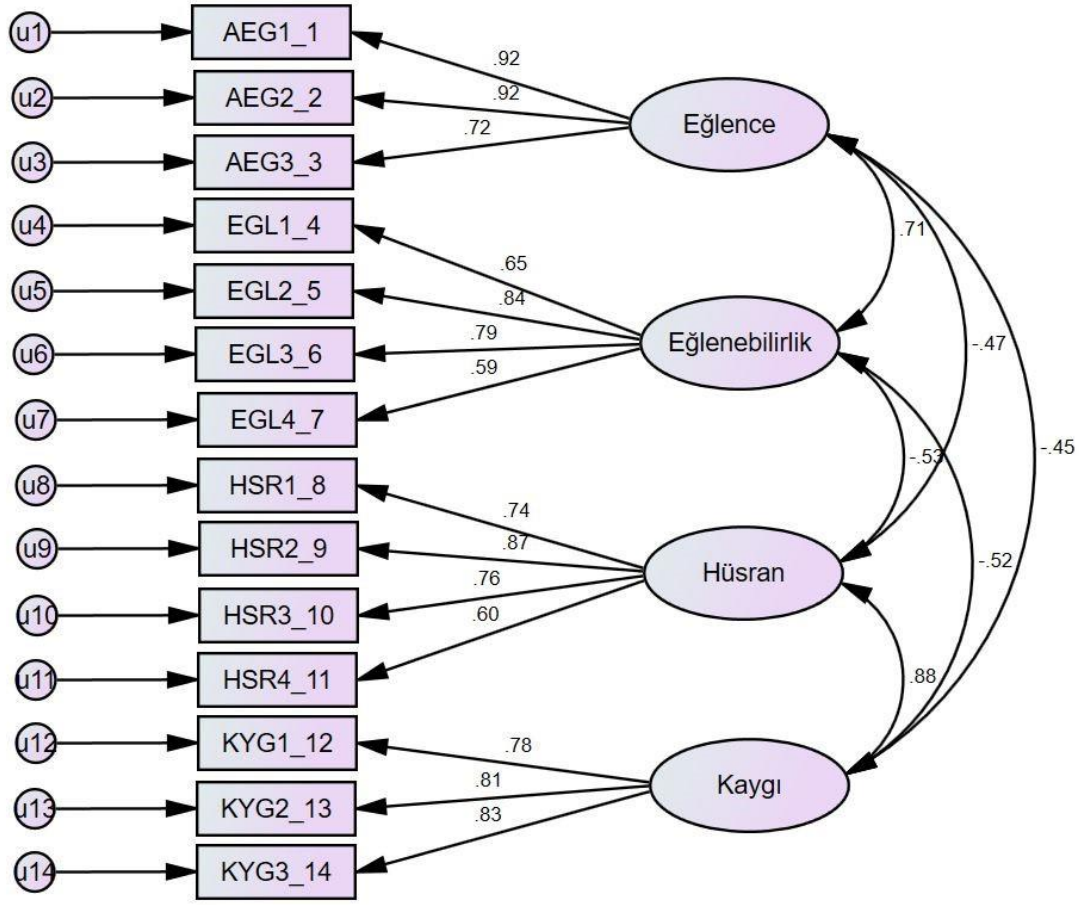 u1
AEG1_1
.92
u2
AEG2_2
.92
Eğlence
u3
AEG3_3
.72
u4
EGL1_4
.71
.65
u5
EGL2_5
.84
u6
EGL3_6
.79
Eğlenebilirlik
-.47
.59
u7
EGL4_7
-.53
-.45
u8
HSR1_8
.74
u9
HSR2_9
.87
-.52
Hüsran
.76
u10
HSR3_10
.60
u11
HSR4_11
.88
u12
KYG1_12
.78
.81
Kaygı
u13
KYG2_13
.83
u14
KYG3_14